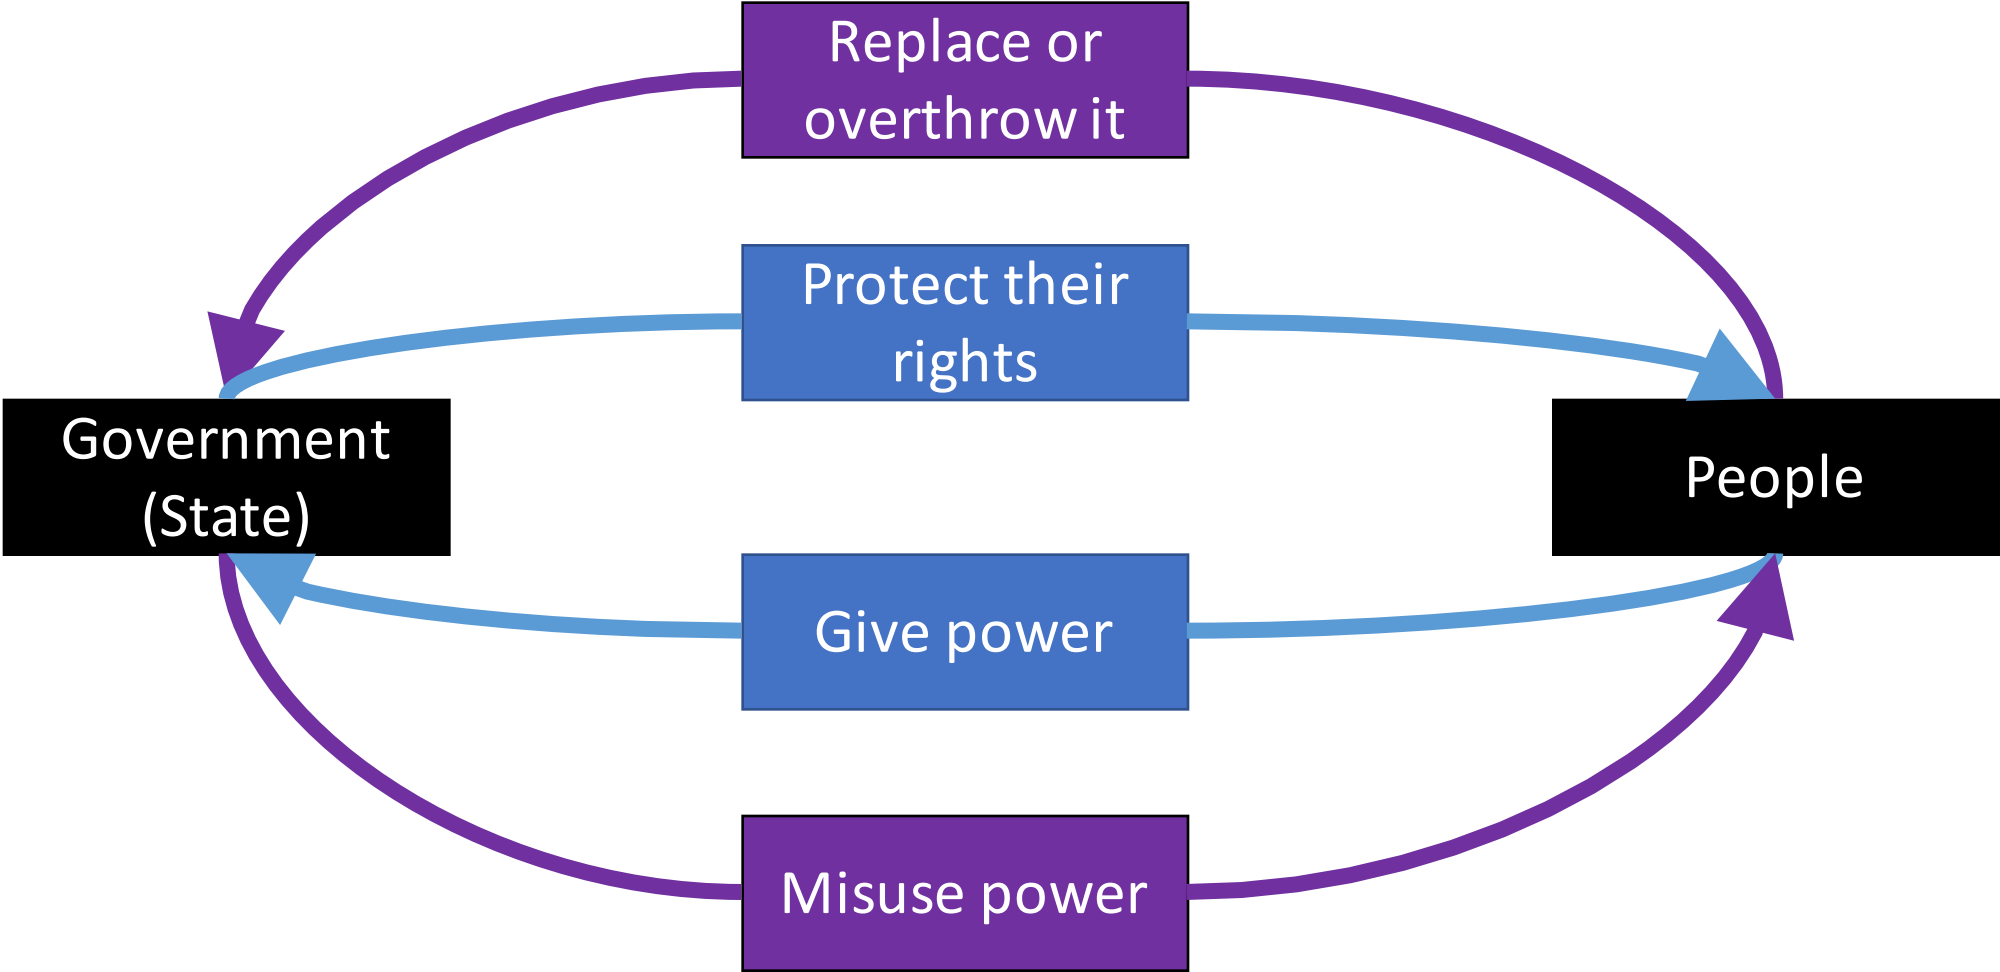 Replace or
overthrow it
Protect their
rights
Government
(State)
People
Give power
Misuse power